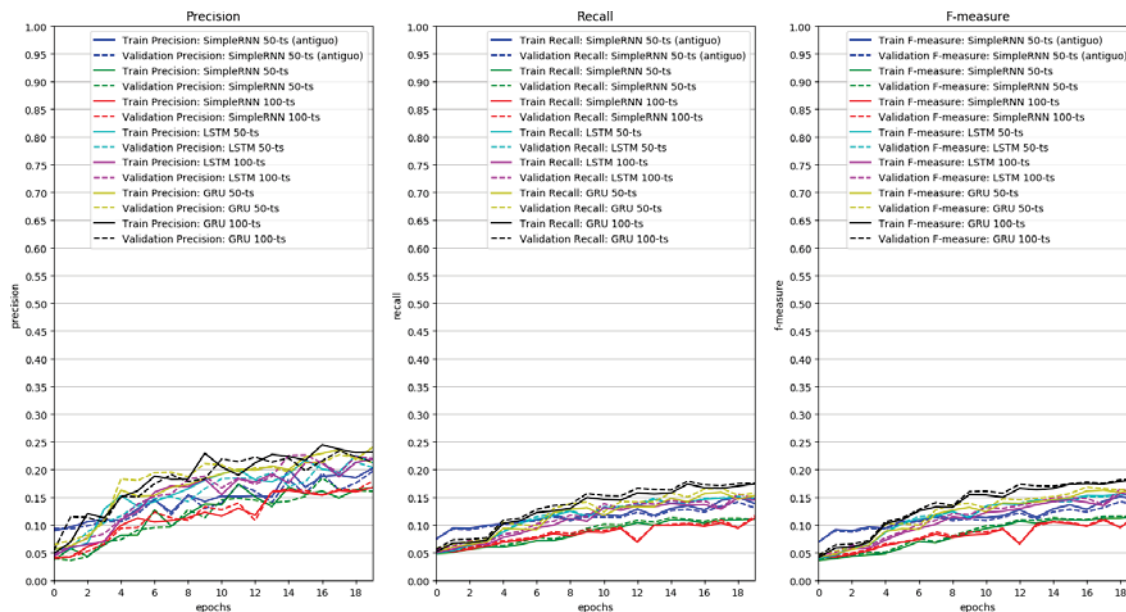 Precision
1.00
0.95
0.90
0.85
0.80
0.75
0.70
0.65
0.60
0.55
0.50
0.45
0.40
0.35
0.30
0.25
0.20
0.15
0.10
0.05
0.00
precision
Train Precision: SimpleRNN 50-ts (antiguo)
Validation Precision: SimpleRNN 50-ts (antiguo)
Train Precision: SimpleRNN 50-ts
Validation Precision: SimpleRNN 50-ts
Train Precision: SimpleRNN 100-ts
Validation Precision: SimpleRNN 100-ts
Train Precision: LSTM 50-ts
Validation Precision: LSTM 50-ts
Train Precision: LSTM 100-ts
Validation Precision: LSTM 100-ts
Train Precision: GRU 50-ts
Validation Precision: GRU 50-ts
Train Precision: GRU 100-ts
Validation Precision: GRU 100-ts
0 2 4 6 8 10 12 14 16 18
epochs
Recall
1.00
0.95
0.90
0.85
0.80
0.75
0.70
0.65
0.60
0.55
0.50
0.45
0.40
0.35
0.30
0.25
0.20
0.15
0.10
0.05
0.00
recall
Train Recall: SimpleRNN 50-ts (antiguo)
Validation Recall: SimpleRNN 50-ts (antiguo)
Train Recall: SimpleRNN 50-ts
Validation Recall: SimpleRNN 50-ts
Train Recall: SimpleRNN 100-ts
Validation Recall: SimpleRNN 100-ts
Train Recall: LSTM 50-ts
Validation Recall: LSTM 50-ts
Train Recall: LSTM 100-ts
Validation Recall: LSTM 100-ts
Train Recall: GRU 50-ts
Validation Recall: GRU 50-ts
Train Recall: GRU 100-ts
Validation Recall: GRU 100-ts
0 2 4 6 8 10 12 14 16 18
epochs
F-measure
1.00
0.95
0.90
0.85
0.80
0.75
0.70
0.65
0.60
0.55
0.50
0.45
0.40
0.35
0.30
0.25
0.20
0.15
0.10
0.05
0.00
f-measure
Train F-measure: SimpleRNN 50-ts (antiguo)
Validation F-measure: SimpleRNN 50-ts (antiguo)
Train F-measure: SimpleRNN 50-ts
Validation F-measure: SimpleRNN 50-ts
Train F-measure: SimpleRNN 100-ts
Validation F-measure: SimpleRNN 100-ts
Train F-measure: LSTM 50-ts
Validation F-measure: LSTM 50-ts
Train F-measure: LSTM 100-ts
Validation F-measure: LSTM 100-ts
Train F-measure: GRU 50-ts
Validation F-measure: GRU 50-ts
Train F-measure: GRU 100-ts
Validation F-measure: GRU 100-ts
0 2 4 6 8 10 12 14 16 18
epochs